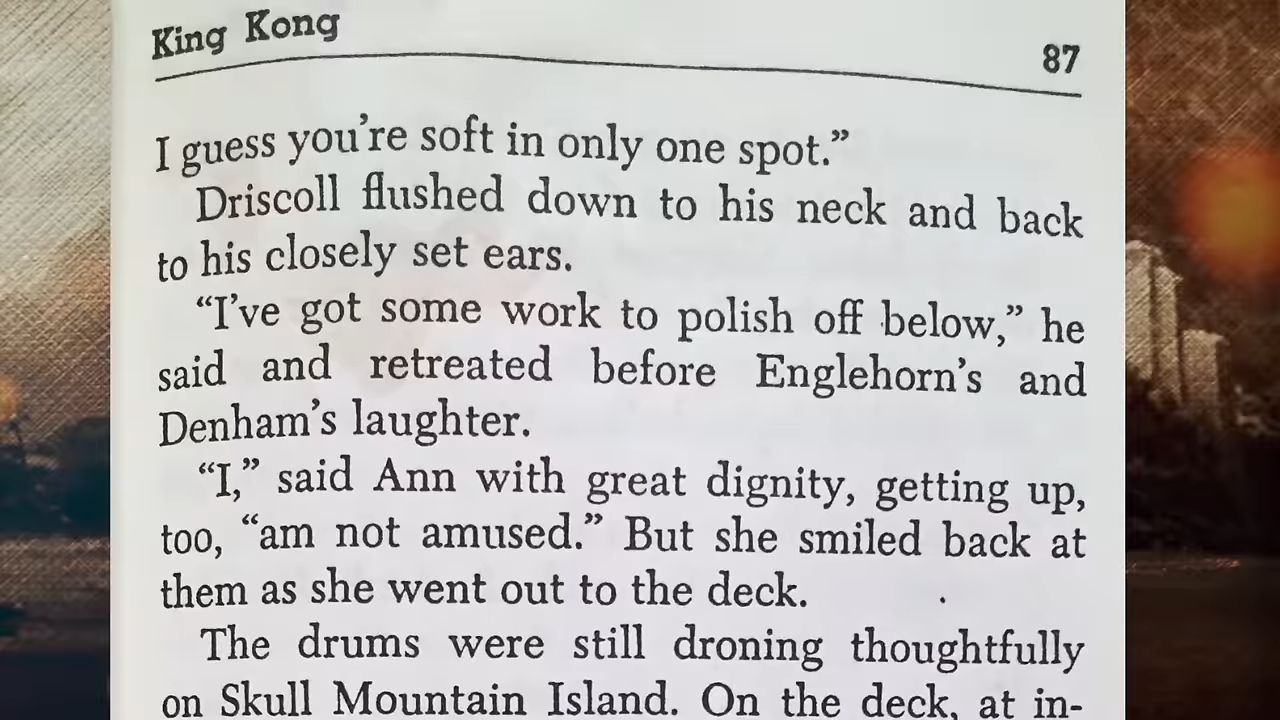 King Kong
87
I guess you're soft in only one spot.”
Driscoll flushed down to his neck and back
to his closely set ears.
“I've got some work to polish off below,” he
said and retreated before Englehorn's and
Denham's laughter.
“I,” said Ann with great dignity, getting up,
too, “am not amused.” But she smiled back at
them as she went out to the deck.
The drums were still droning thoughtfully
on Skull Mountain Island. On the deck, at in-